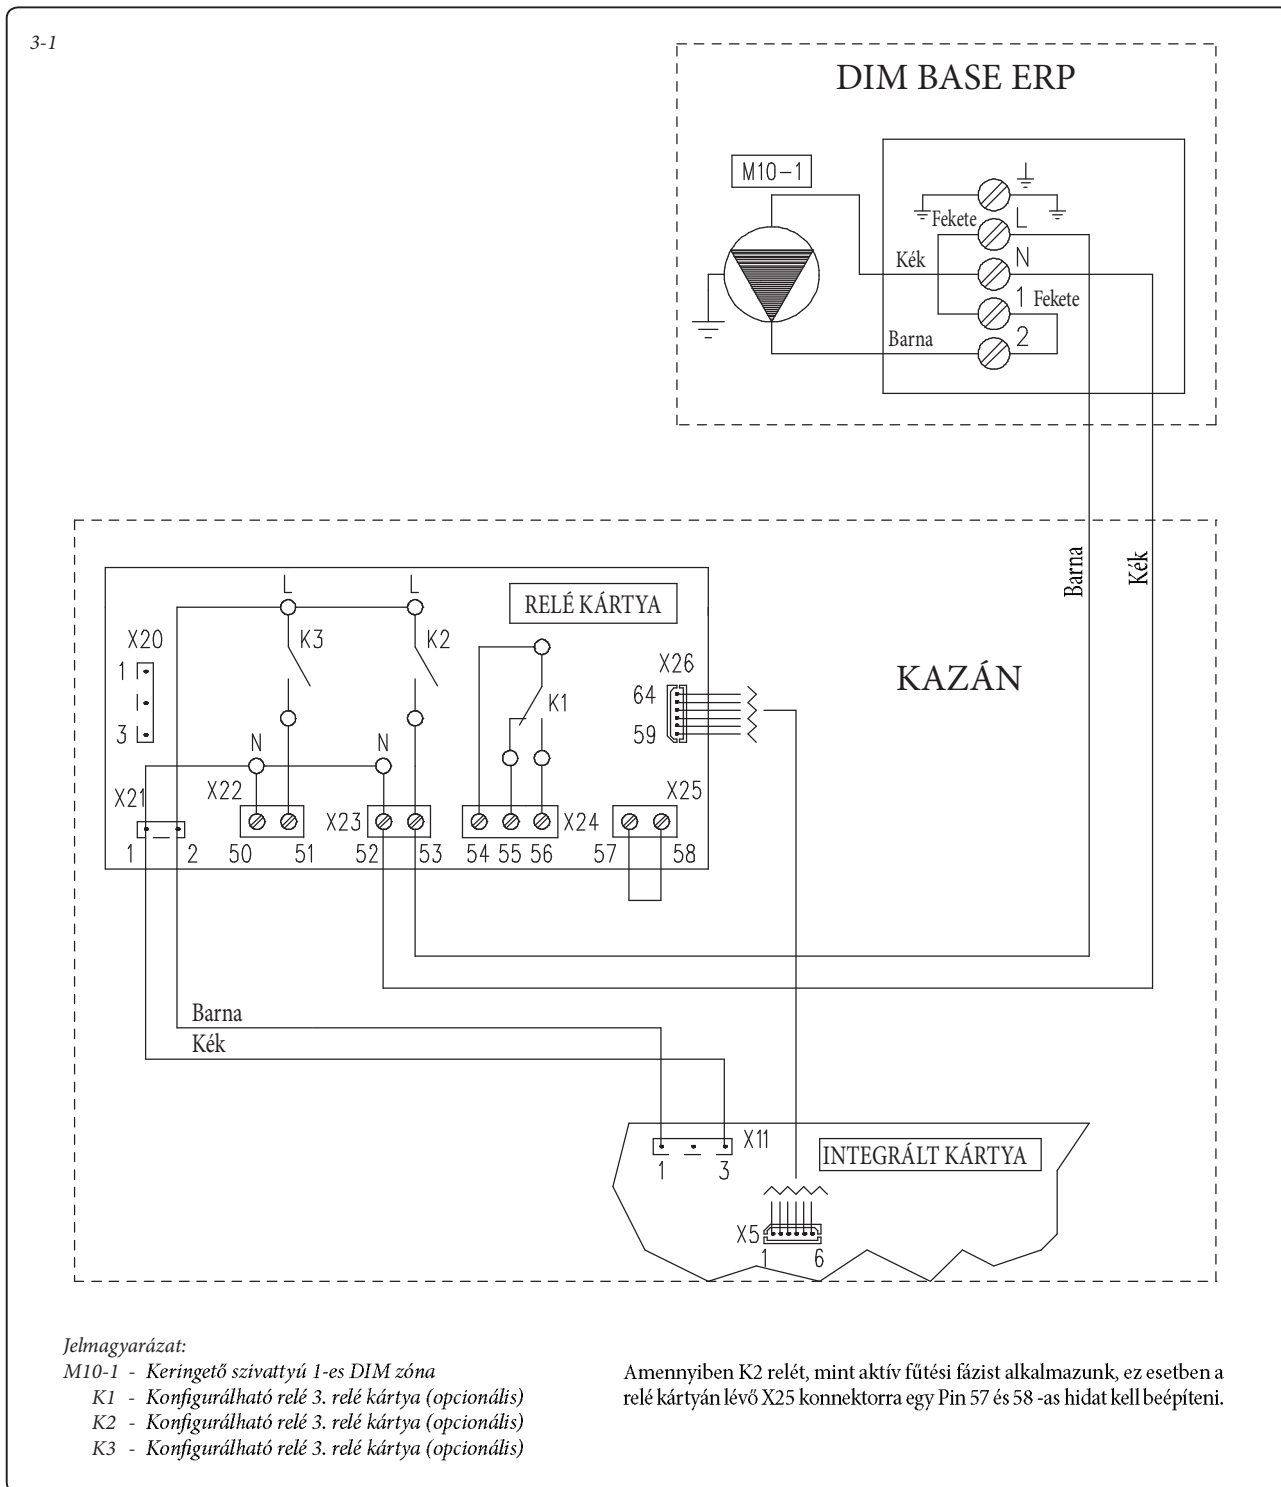 3-1
DIM BASE ERP
M10-1
Fekete
L
Kék
N
1
Fekete
Barna
2
Barna
Kék
L
L
RELÉ KÁRTYA
X20
K3
K2
1
X26
KAZÁN
64
K1
3
59
N
N
X21
X22
X23
X24
X25
1
2
50
51
52
53
54
55
56
57
58
Barna
Kék
X11
INTEGRÁLT KÁRTYA
1
3
X5
1
6
Jelmagyarázat:
M10-1 - Keringető szivattyú 1-es DIM zóna
K1 - Konfigurálható relé 3. relé kártya (opcionális)
K2 - Konfigurálható relé 3. relé kártya (opcionális)
K3 - Konfigurálható relé 3. relé kártya (opcionális)
Amennyiben K2 relét, mint aktív fűtési fázist alkalmazunk, ez esetben a
relé kártyán lévő X25 konnektorra egy Pin 57 és 58 -as hidat kell beépíteni.